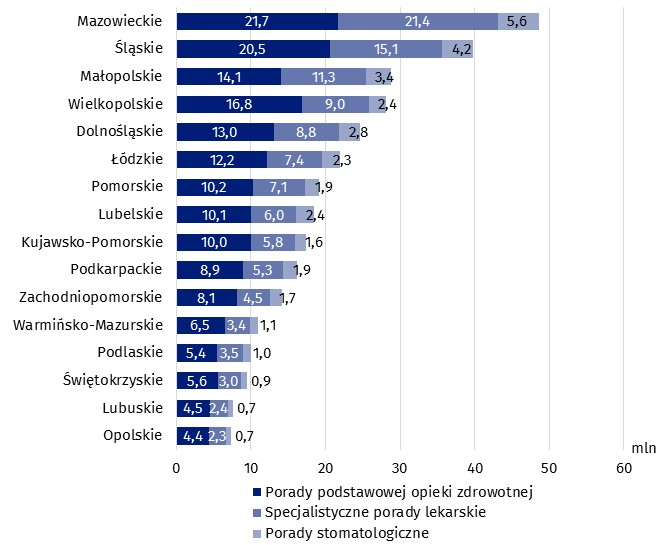 Mazowieckie 21,7 21,4 5,6
Śląskie 20,5 15,1 4,2
Małopolskie 14,1 11,3 3,4
Wielkopolskie 16,8 9,0 2,4
Dolnośląskie 13,0 8,8 2,8
Łódzkie 12,2 7,4 2,3
Pomorskie 10,2 7,1 1,9
Lubelskie 10,1 6,0 2,4
Kujawsko-Pomorskie 10,0 5,8 1,6
Podkarpackie 8,9 5,3 1,9
Zachodniopomorskie 8,1 4,5 1,7
Warmińsko-Mazurskie 6,5 3,4 1,1
Podlaskie 5,4 3,5 1,0
Świętokrzyskie 5,6 3,0 0,9
Lubuskie 4,5 2,4 0,7
Opolskie 4,4 2,3 0,7
mln
0 10 20 30 40 50 60
Porady podstawowej opieki zdrowotnej
Specjalistyczne porady lekarskie
Porady stomatologiczne